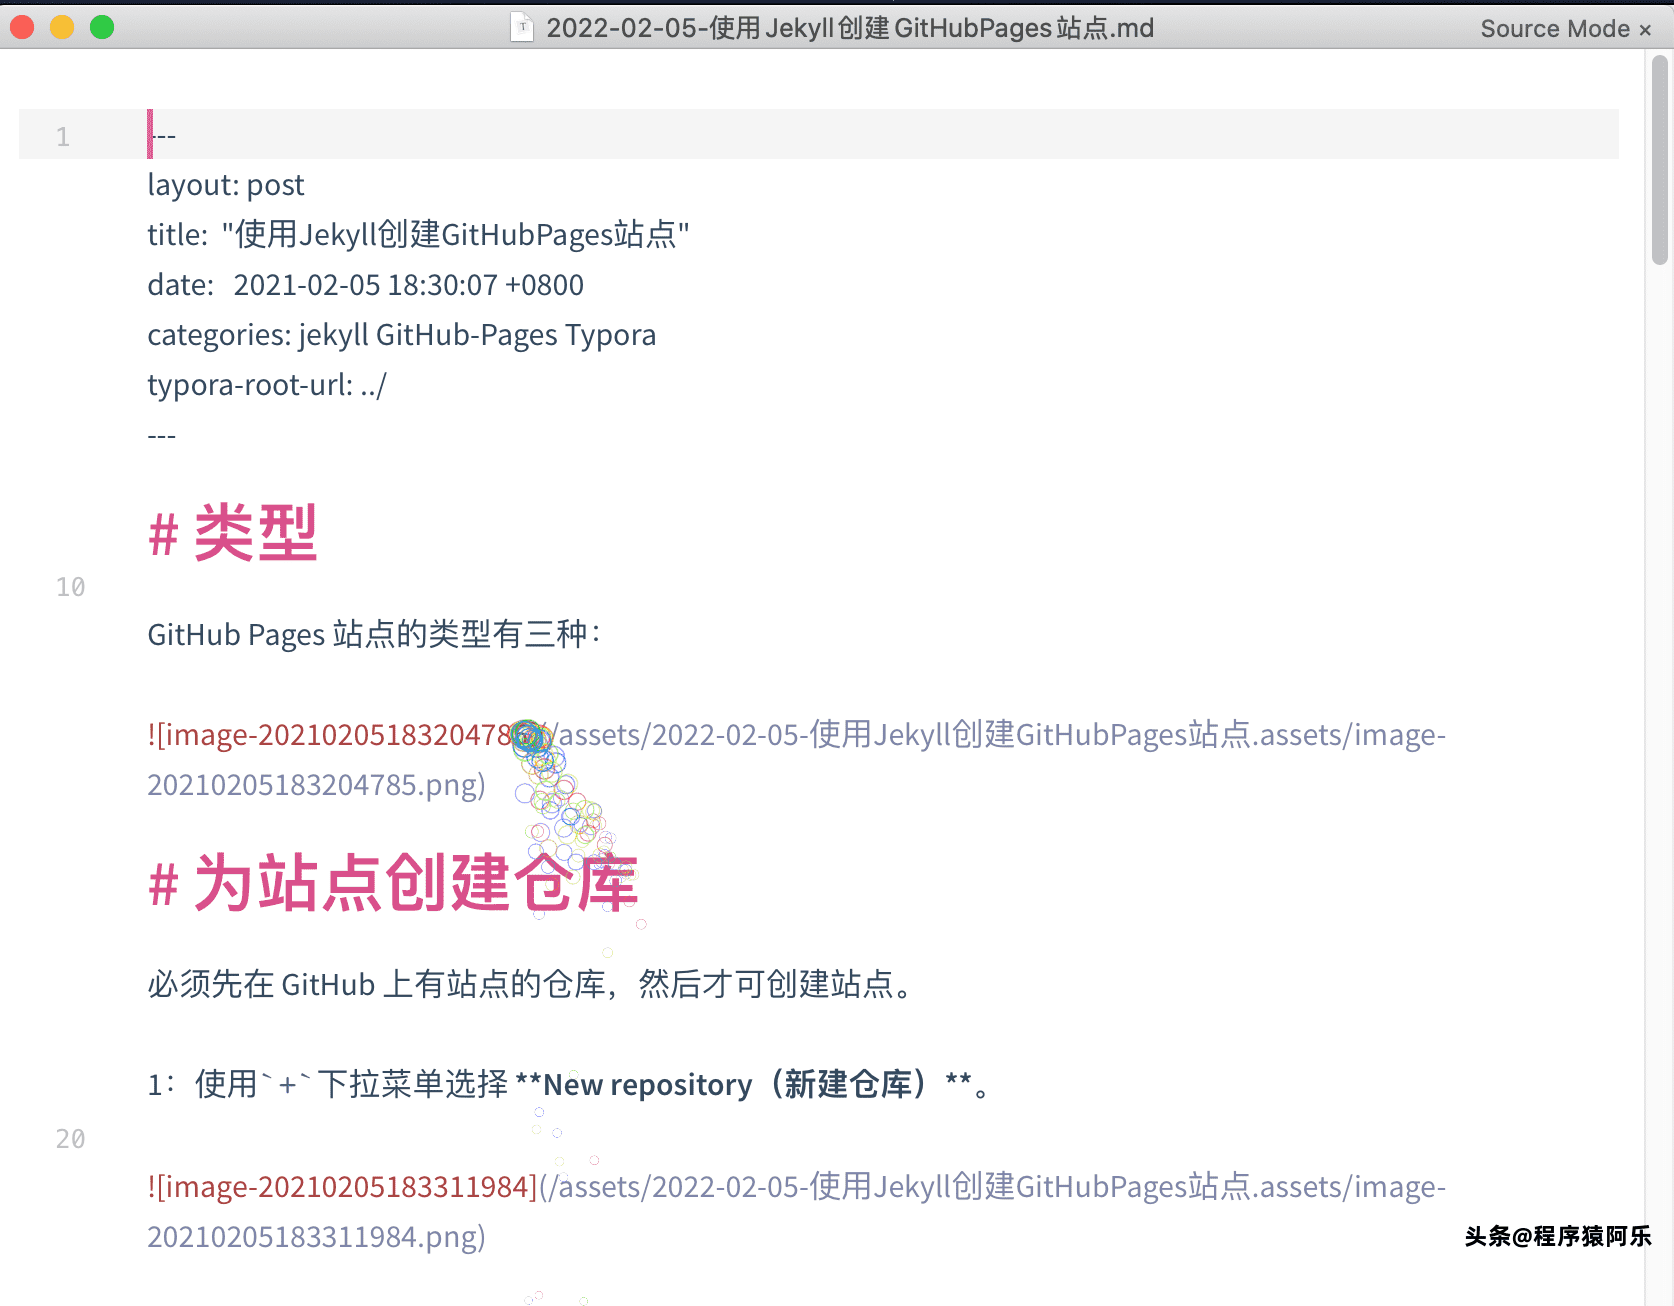 2022-02-05-使用Jekyll创建GitHubPages站点.md
Source Mode ×
1
---
layout: post
title:  "使用Jekyll创建GitHubPages站点"
date:   2021-02-05 18:30:07 +0800
categories: jekyll GitHub-Pages Typora
typora-root-url: ../
---
# 类型
10
GitHub Pages 站点的类型有三种：
![image-20210205183204785](/assets/2022-02-05-使用Jekyll创建GitHubPages站点.assets/image-
20210205183204785.png)
# 为站点创建仓库
必须先在 GitHub 上有站点的仓库，然后才可创建站点。
1：使用`+`下拉菜单选择 **New repository（新建仓库）**。
20
![image-20210205183311984](/assets/2022-02-05-使用Jekyll创建GitHubPages站点.assets/image-
20210205183311984.png)
头条@程序猿阿乐